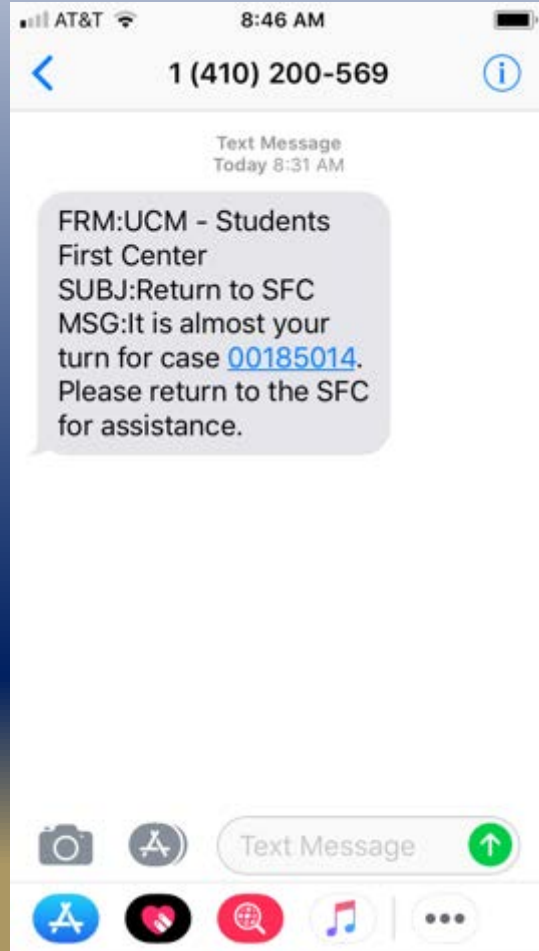 AT&T 8:46 AM
1 (410) 200-569
Text Message
Today 8:31 AM
FRM:UCM - Students
First Center
SUBJ:Return to SFC
MSG:It is almost your
turn for case 00185014.
Please return to the SFC
for assistance.
Text Message